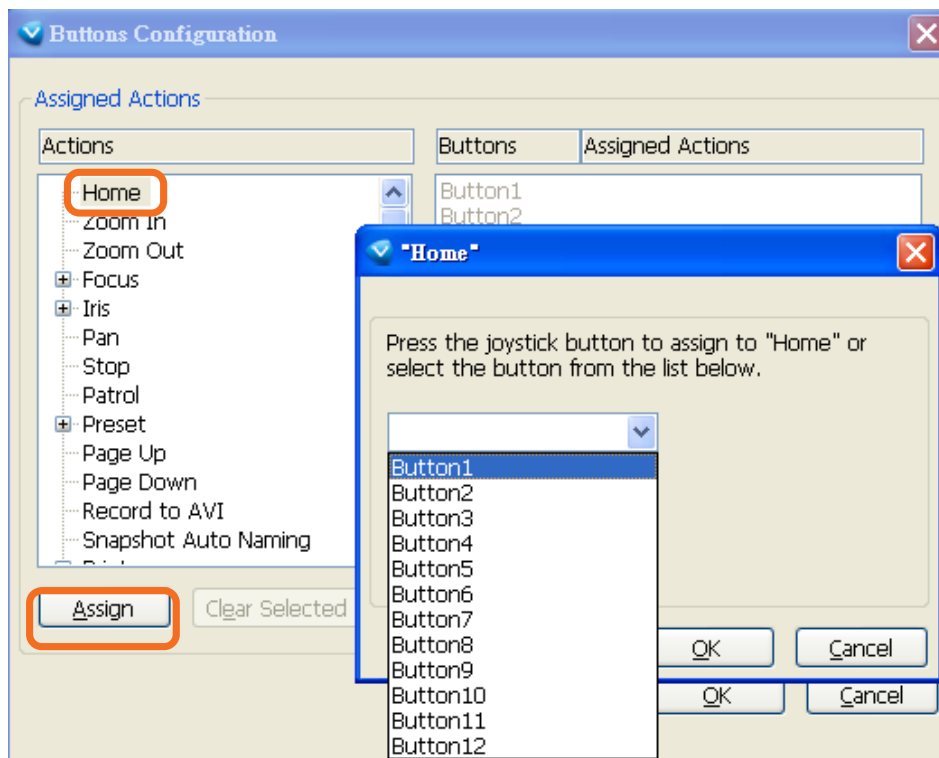 Buttons Configuration
Assigned Actions
Actions
Buttons
Assigned Actions
Home
Zoom In
Zoom Out
Focus
Iris
Pan
Stop
Patrol
Preset
Page Up
Page Down
Record to AVI
Snapshot Auto Naming
Button1
Button2
Assign
Clear Selected
"Home"
Press the joystick button to assign to "Home" or
select the button from the list below.
Button1
Button2
Button3
Button4
Button5
Button6
Button7
Button8
Button9
Button10
Button11
Button12
OK
Cancel
OK
Cancel